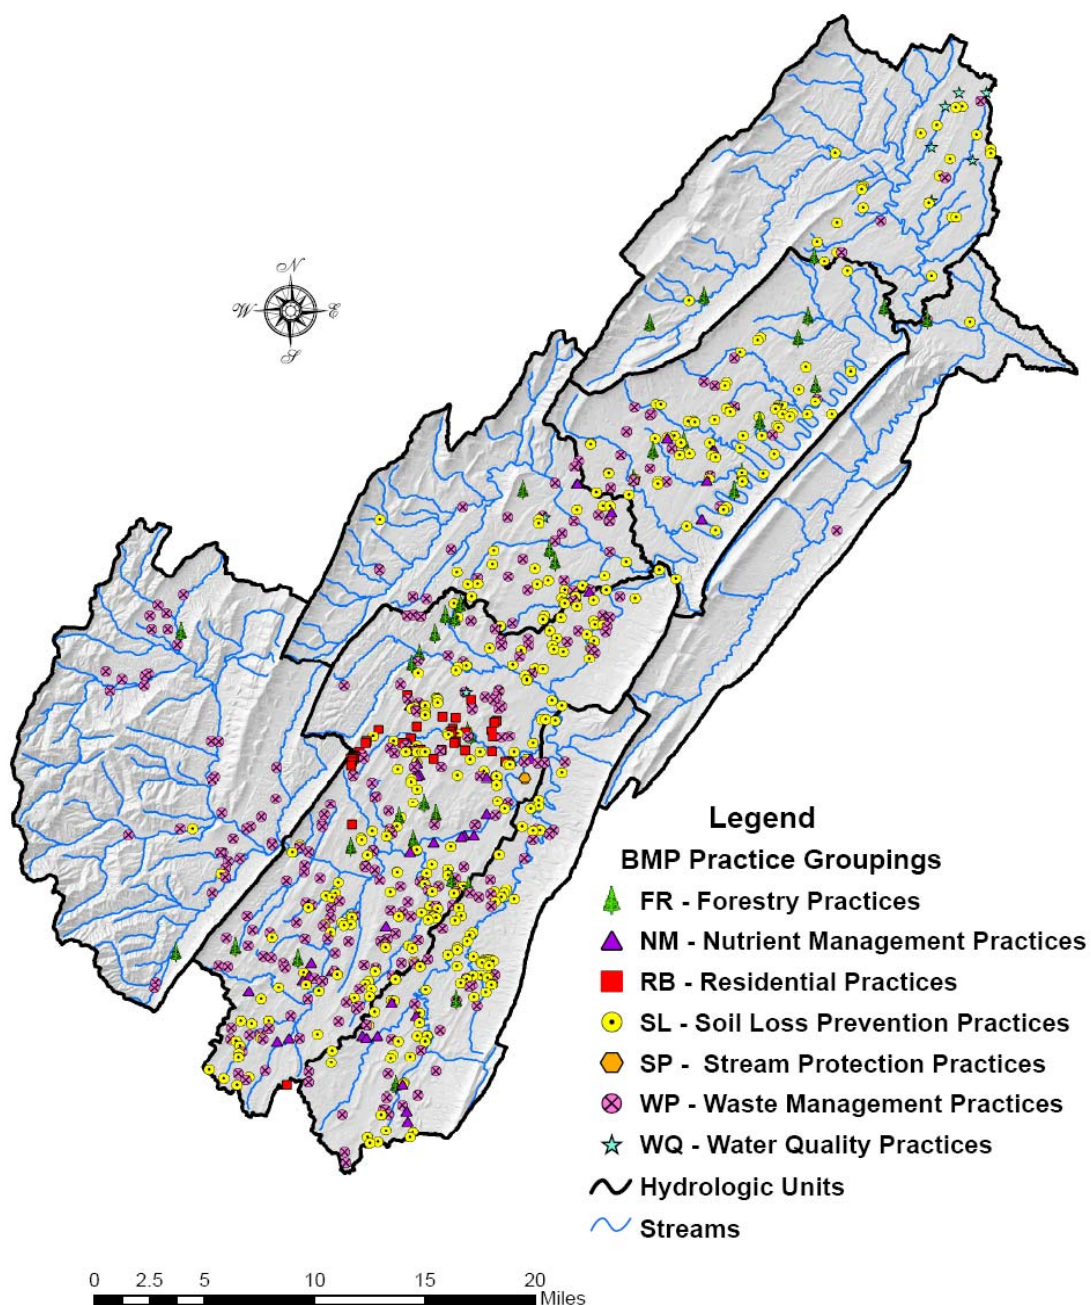 N
W E
S
Legend
BMP Practice Groupings
FR - Forestry Practices
NM - Nutrient Management Practices
RB - Residential Practices
SL - Soil Loss Prevention Practices
SP - Stream Protection Practices
WP - Waste Management Practices
WQ - Water Quality Practices
Hydrologic Units
Streams
0 2.5 5 10 15 20
Miles